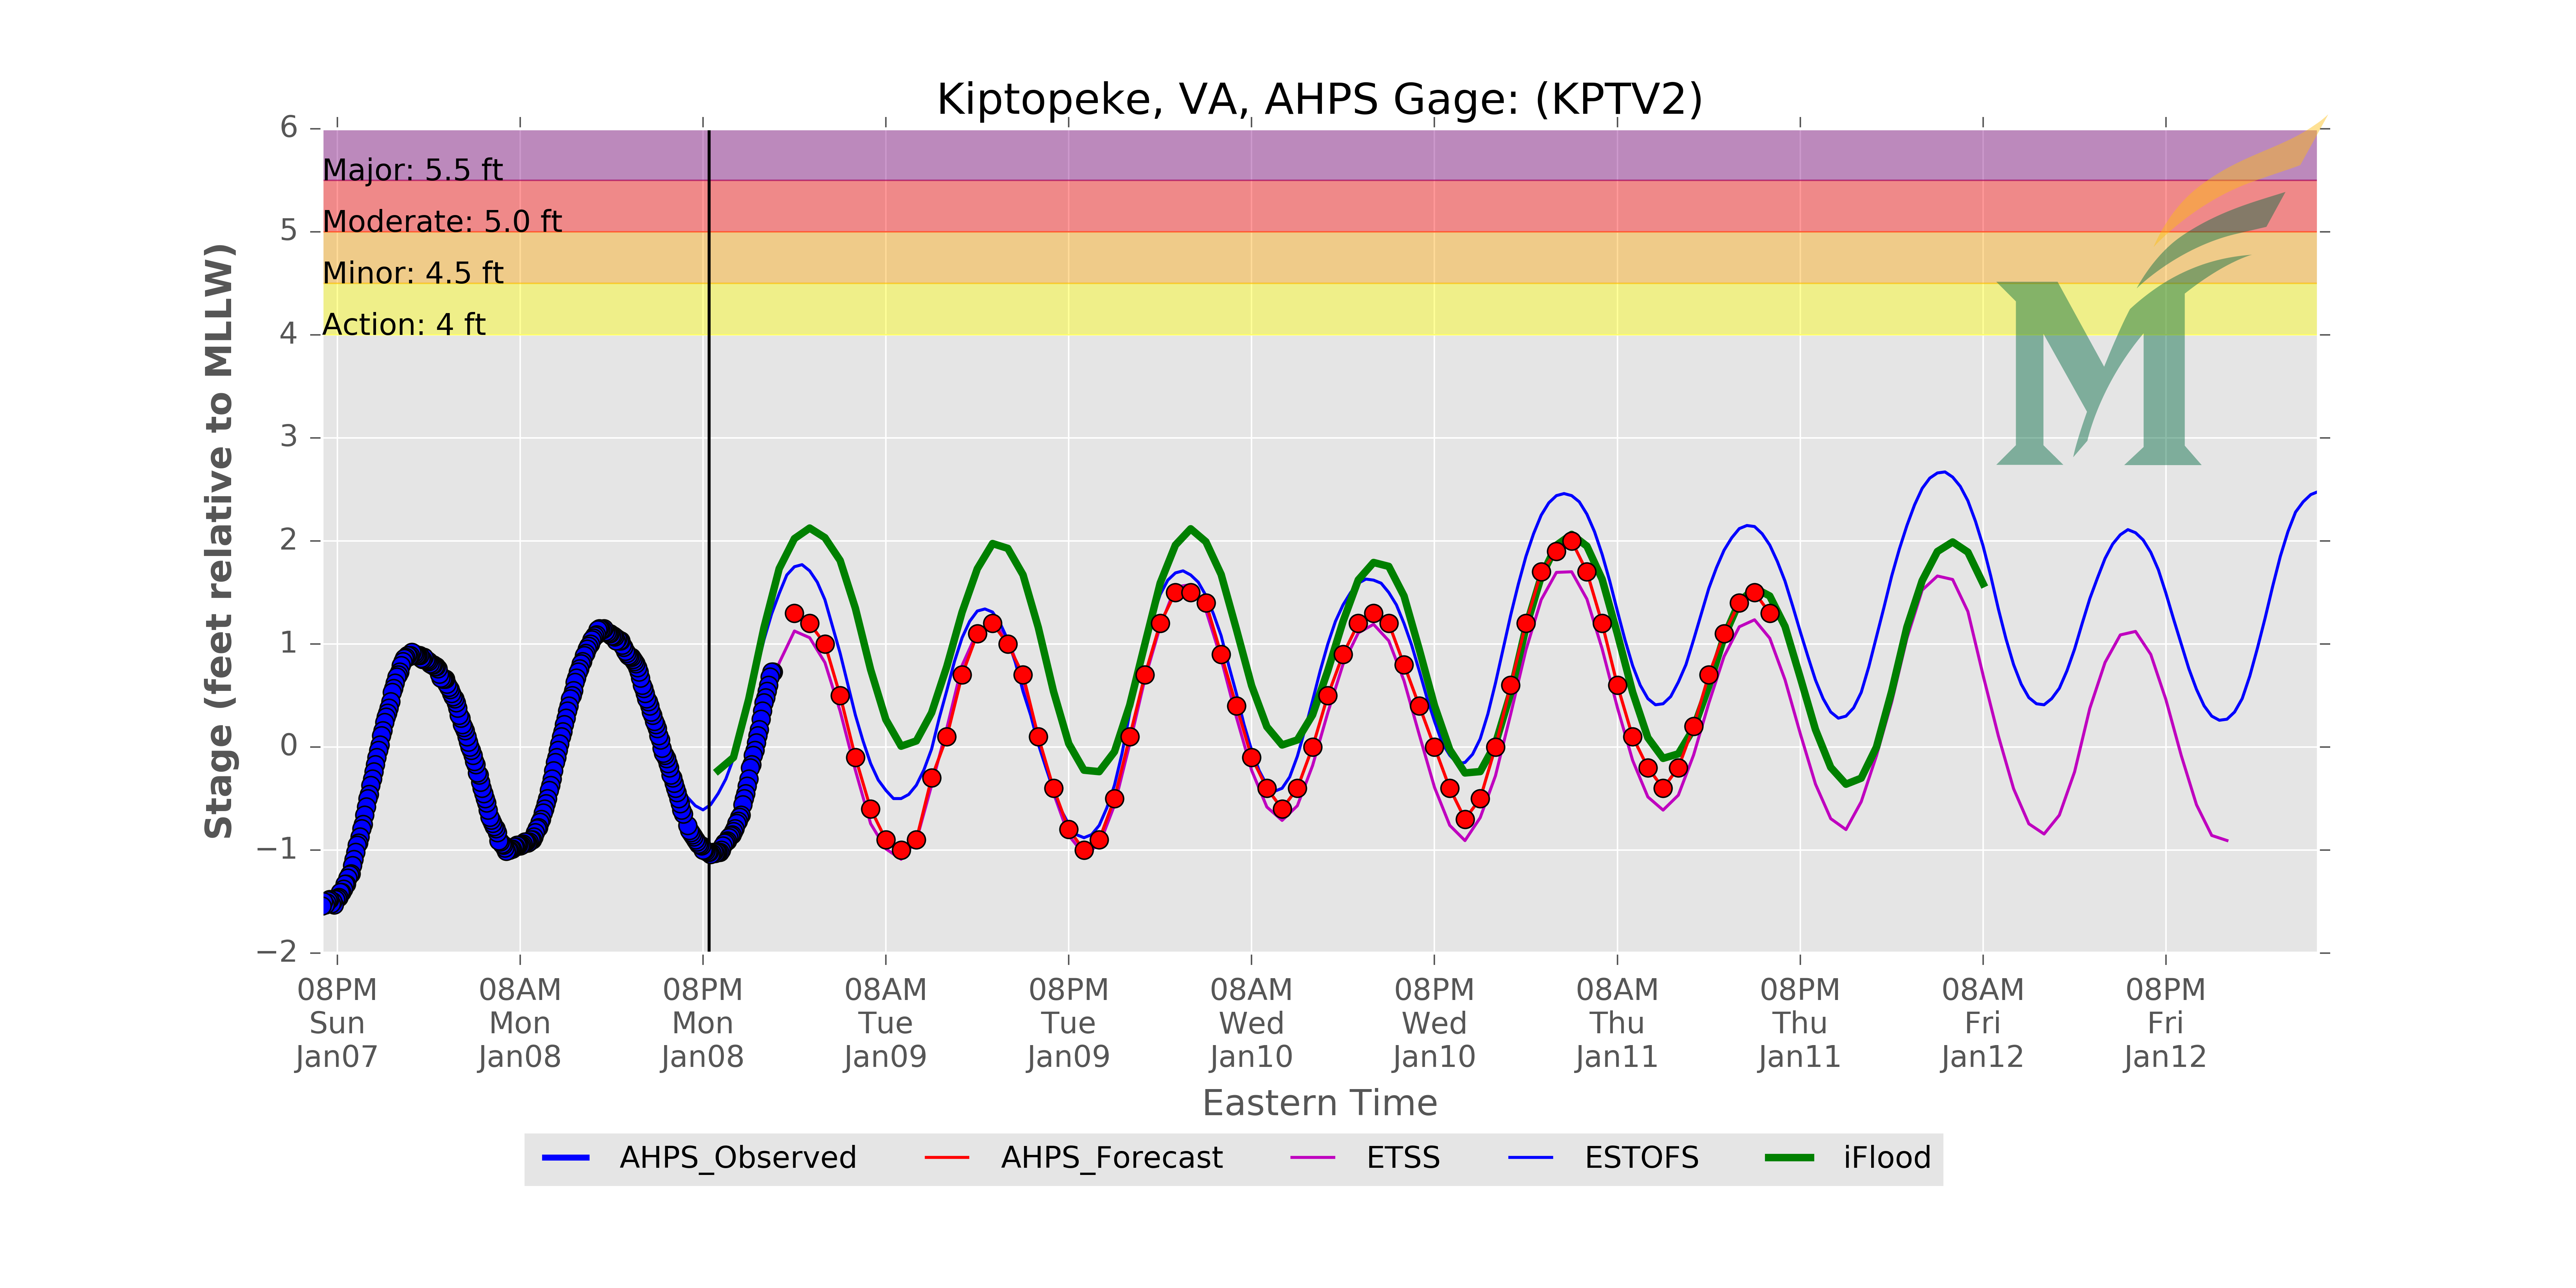 Kiptopeke, VA, AHPS Gage: (KPTV2)
6
Major: 5.5 ft
Moderate: 5.0 ft
5
Minor: 4.5 ft
Action: 4 ft
4
3
2
1
0
−1
−2
Stage (feet relative to MLLW)
08PM 08AM 08PM 08AM 08PM 08AM 08PM 08AM 08PM 08AM 08PM
Sun Mon Mon Tue Tue Wed Wed Thu Thu Fri Fri
Jan07 Jan08 Jan08 Jan09 Jan09 Jan10 Jan10 Jan11 Jan11 Jan12 Jan12
Eastern Time
AHPS_Observed AHPS_Forecast ETSS ESTOFS iFlood
M